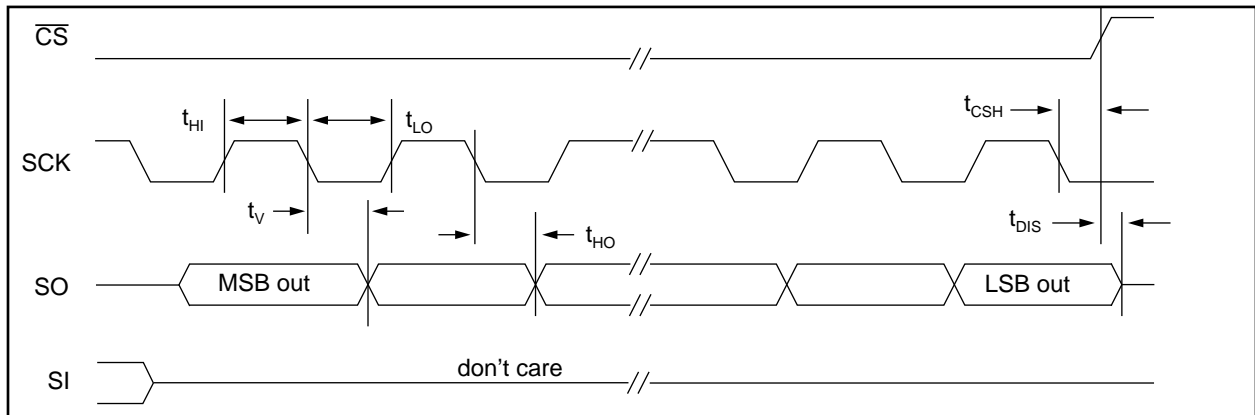 CS
tCSH
tHI
tLO
SCK
tV
tHO
tDIS
SO
MSB out
LSB out
SI
don't care